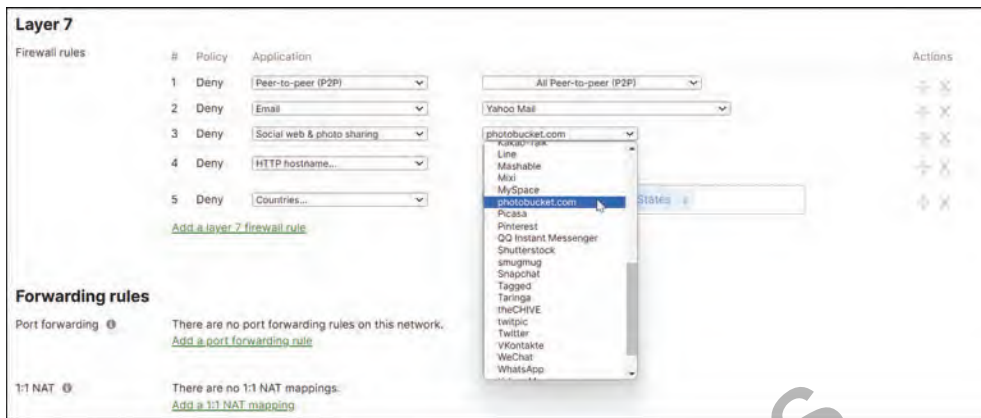 Layer 7
Firewall rules # Policy Application Actions
1 Deny Peer-to-peer (P2P) All Peer-to-peer (P2P)
2 Deny Email Yahoo Mail
3 Deny Social web & photo sharing photobucket.com
Kakao-Talk
Line
4 Deny HTTP hostname...
Mashable
Mixi
MySpace
5 Deny Countries... photobucket.com States
Picasa
Add a layer 7 firewall rule Pinterest
QQ Instant Messenger
Shutterstock
smugmug
Snapchat
Tagged
Forwarding rules Taringa
theCHIVE
Port forwarding There are no port forwarding rules on this network. twitpic
Twitter
Add a port forwarding rule VKontakte
WeChat
WhatsApp
1:1 NAT There are no 1:1 NAT mappings.
Add a 1:1 NAT mapping